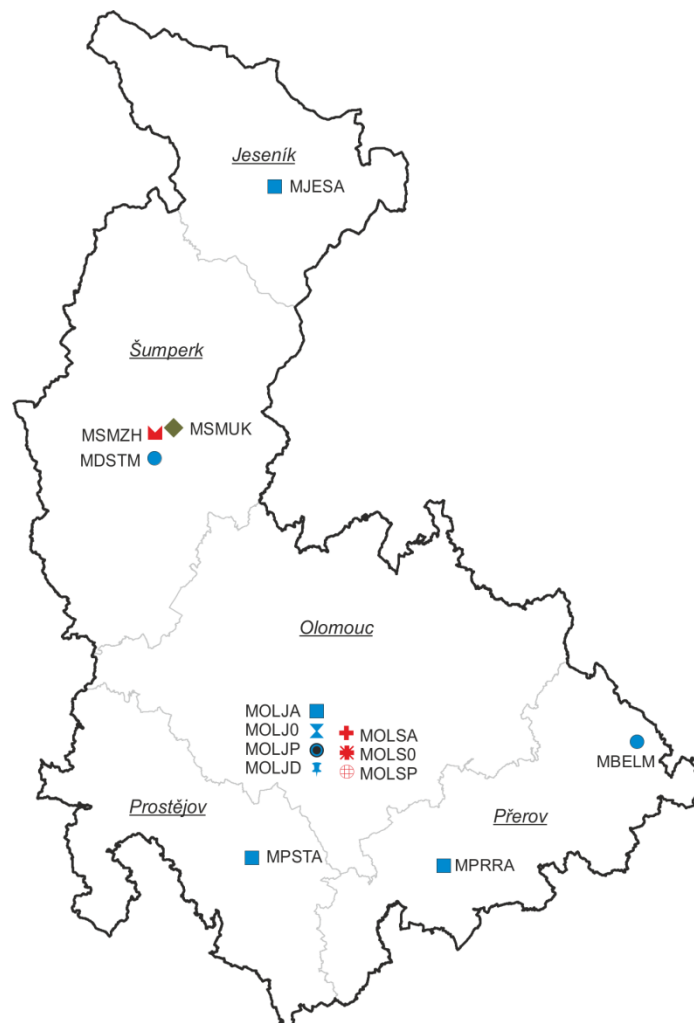 Jeseník
MJESA
Šumperk
MSMZH MSMUK
MDSTM
Olomouc
MOLJA
MOLJ0 MOLSA
MOLJP MOLS0
MOLJD MOLSP
MBELM
Prostějov
Přerov
MPSTA
MPRRA